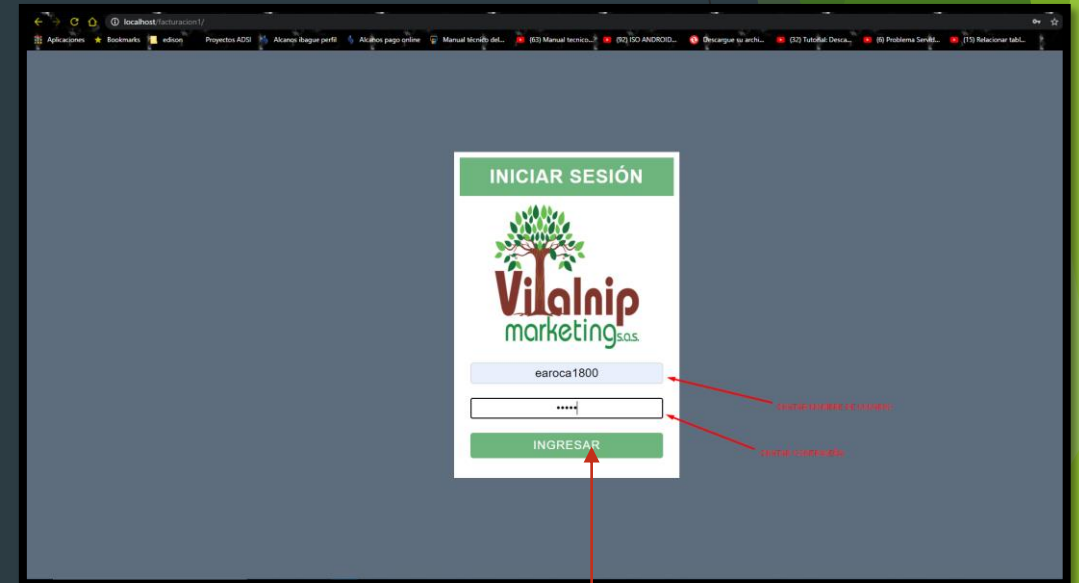 localhost/facturacion1/
Aplicaciones Bookmarks edison Proyectos ADSI Alcanos ibague perfil Alcanos pago online Manual técnico del... (63) Manual tecnico... (92) ISO ANDROID... Descargue su archi... (32) Tutorial: Desca... (6) Problema Servid... (15) Relacionar tabl...
INICIAR SESIÓN
Vitalnip
marketing s.a.s.
earoca1800
•••••
INGRESAR